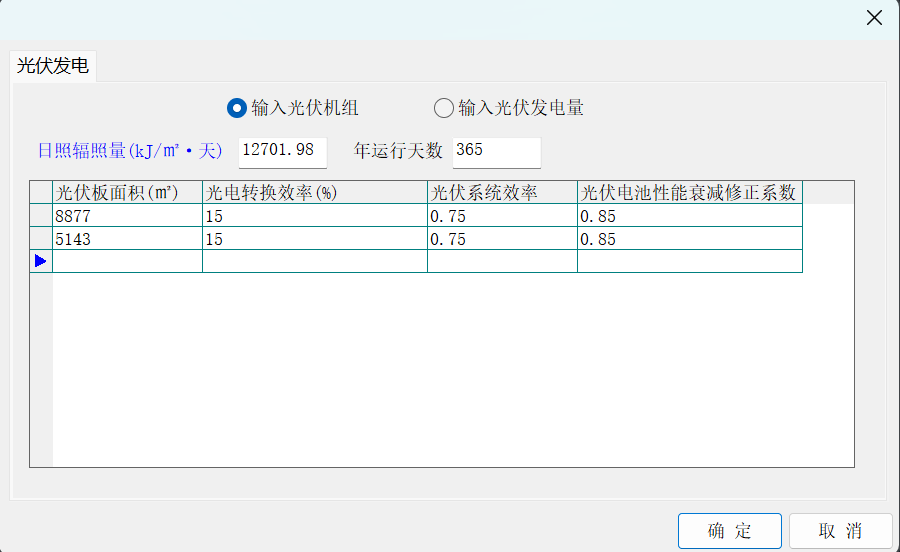 光伏发电
输入光伏机组 输入光伏发电量
日照辐照量(kJ/㎡·天) 12701.98 年运行天数 365
光伏板面积(㎡) 光电转换效率(%) 光伏系统效率 光伏电池性能衰减修正系数
8877 15 0.75 0.85
5143 15 0.75 0.85
确 定 取 消